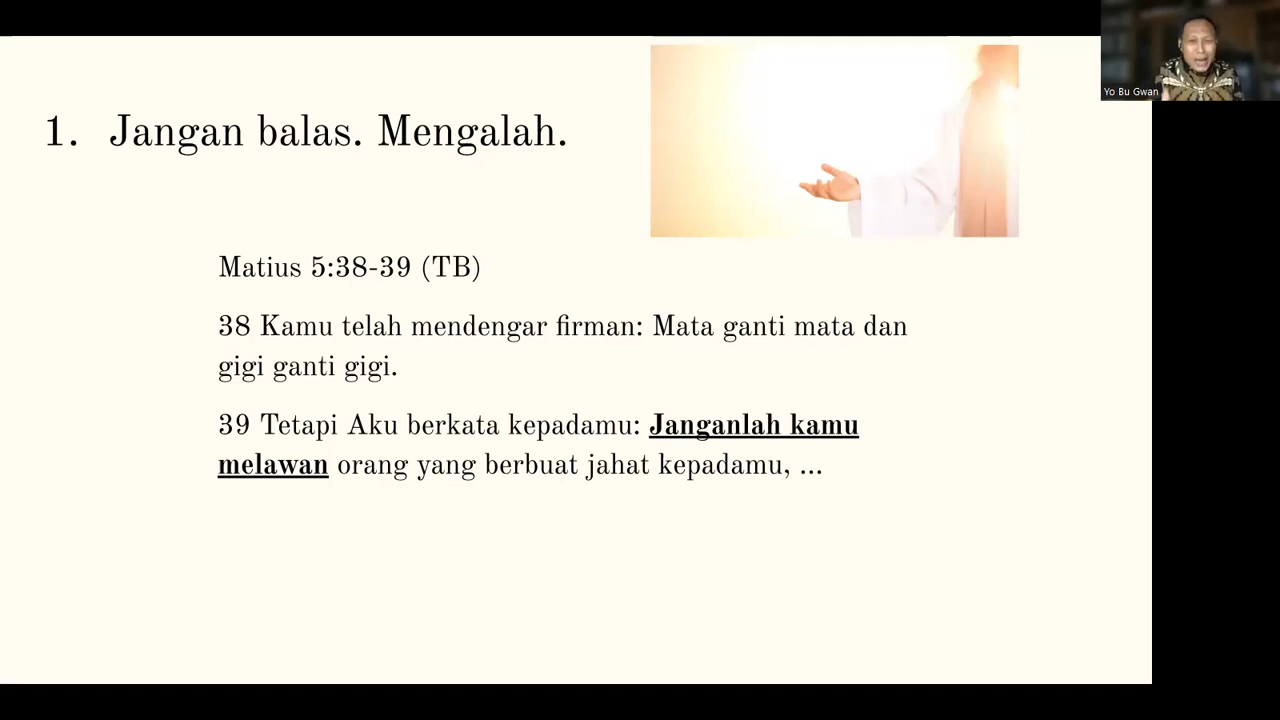 Yo Bu Gwan
1. Jangan balas. Mengalah.
Matius 5:38-39 (TB)
38 Kamu telah mendengar firman: Mata ganti mata dan
gigi ganti gigi.
39 Tetapi Aku berkata kepadamu: Janganlah kamu
melawan orang yang berbuat jahat kepadamu, ...